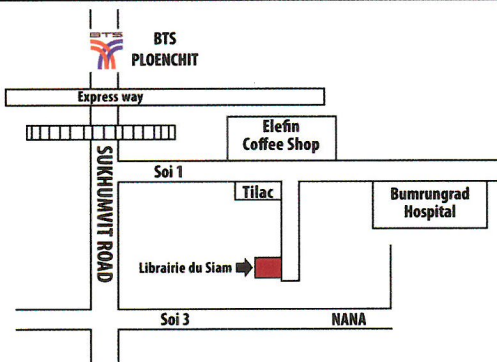 BTS
BTS
PLOENCHIT
Express way
Elefin
Coffee Shop
SUKHUMVIT ROAD
Soi 1
Tilac
Bumrungrad
Hospital
Librairie du Siam
Soi 3
NANA